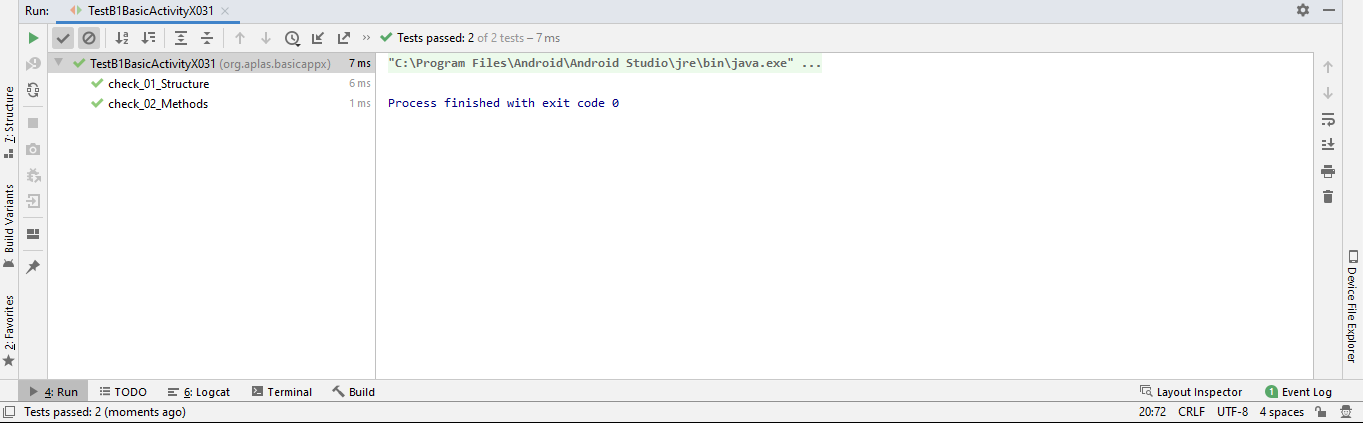 Run: TestB1BasicActivityX031
Tests passed: 2 of 2 tests – 7 ms
TestB1BasicActivityX031 (org.aplas.basicappx) 7 ms
check_01_Structure 6 ms
check_02_Methods 1 ms
"C:\Program Files\Android\Android Studio\jre\bin\java.exe" ...
Process finished with exit code 0
7: Structure
Build Variants
2: Favorites
Device File Explorer
4: Run TODO 6: Logcat Terminal Build Layout Inspector 1 Event Log
Tests passed: 2 (moments ago) 20:72 CRLF UTF-8 4 spaces